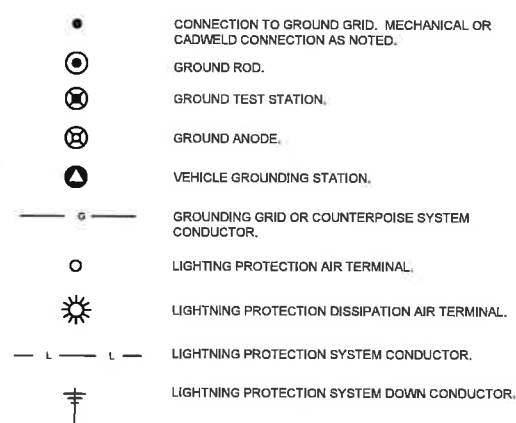 CONNECTION TO GROUND GRID. MECHANICAL OR
CADWELD CONNECTION AS NOTED.
GROUND ROD.
GROUND TEST STATION.
GROUND ANODE.
VEHICLE GROUNDING STATION.
G GROUNDING GRID OR COUNTERPOISE SYSTEM
CONDUCTOR.
LIGHTING PROTECTION AIR TERMINAL.
LIGHTNING PROTECTION DISSIPATION AIR TERMINAL.
L L LIGHTNING PROTECTION SYSTEM CONDUCTOR.
LIGHTNING PROTECTION SYSTEM DOWN CONDUCTOR.